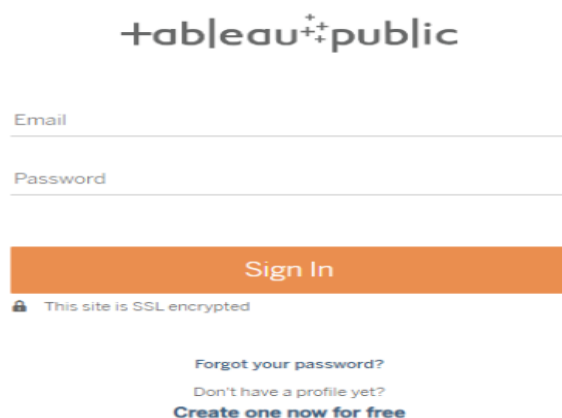 +ableau public
Email
Password
Sign In
This site is SSL encrypted
Forgot your password?
Don't have a profile yet?
Create one now for free